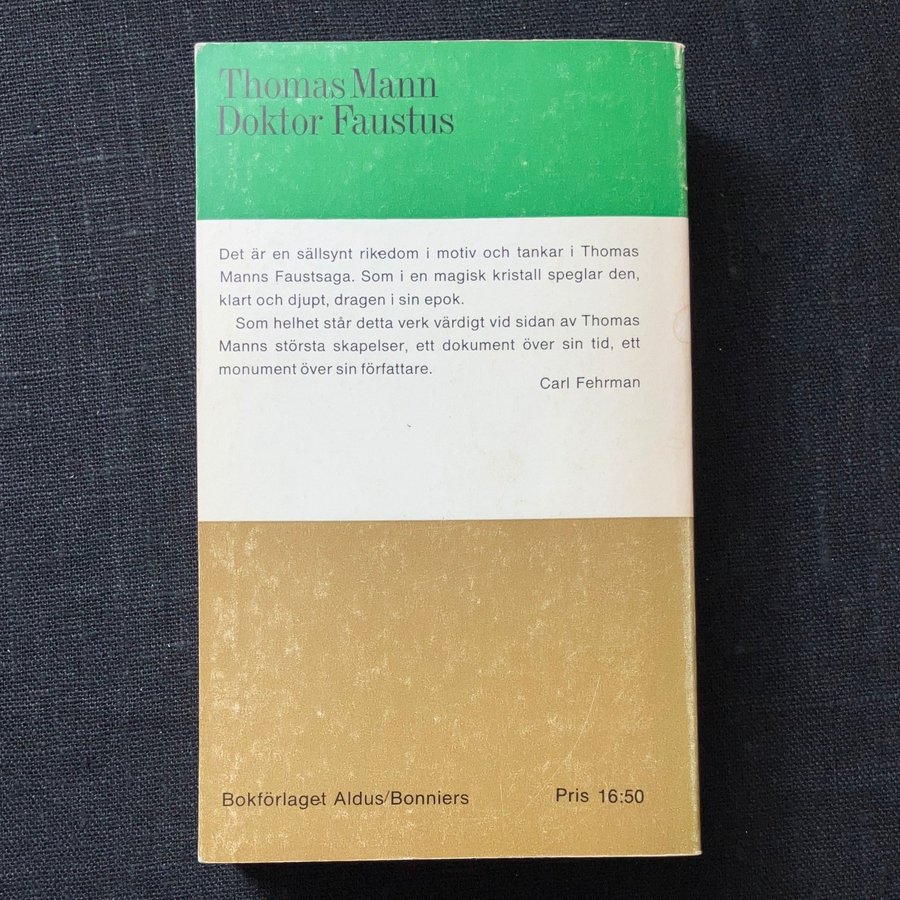 Thomas Mann
Doktor Faustus
Det är en sällsynt rikedom i motiv och tankar i Thomas
Manns Faustsaga. Som i en magisk kristall speglar den,
klart och djupt, dragen i sin epok.
Som helhet står detta verk värdigt vid sidan av Thomas
Manns största skapelser, ett dokument över sin tid, ett
monument över sin författare.
Carl Fehrman
Bokförlaget Aldus/Bonniers
Pris 16:50